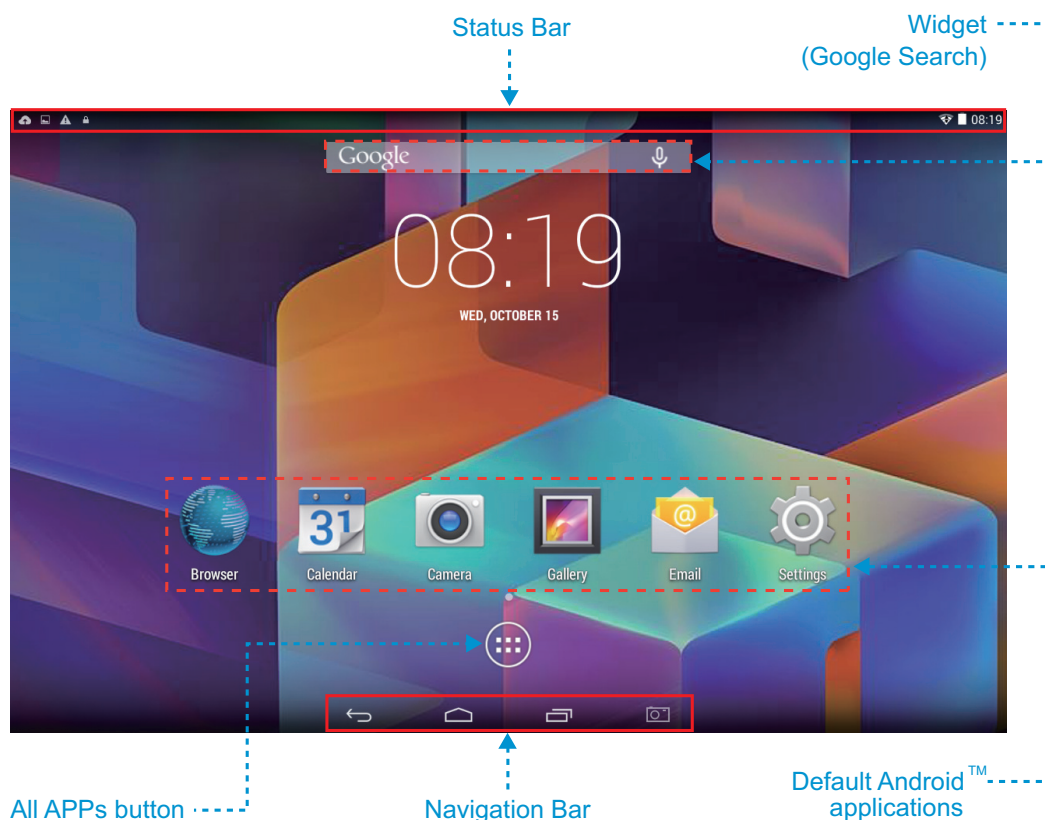 Status Bar
Widget
(Google Search)
08:19
Google
08:19
WED, OCTOBER 15
31
@
Browser Calendar Camera Gallery Email Settings
All APPs button
Navigation Bar
Default Android™
applications